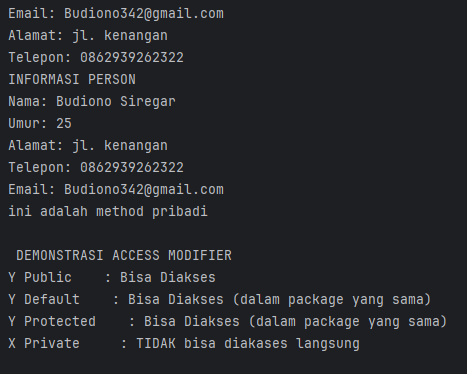 Email: Budiono342@gmail.com
Alamat: jl. kenangan
Telepon: 0862939262322
INFORMASI PERSON
Nama: Budiono Siregar
Umur: 25
Alamat: jl. kenangan
Telepon: 0862939262322
Email: Budiono342@gmail.com
ini adalah method pribadi
DEMONSTRASI ACCESS MODIFIER
Y Public    : Bisa Diakses
Y Default    : Bisa Diakses (dalam package yang sama)
Y Protected    : Bisa Diakses (dalam package yang sama)
X Private     : TIDAK bisa diakases langsung